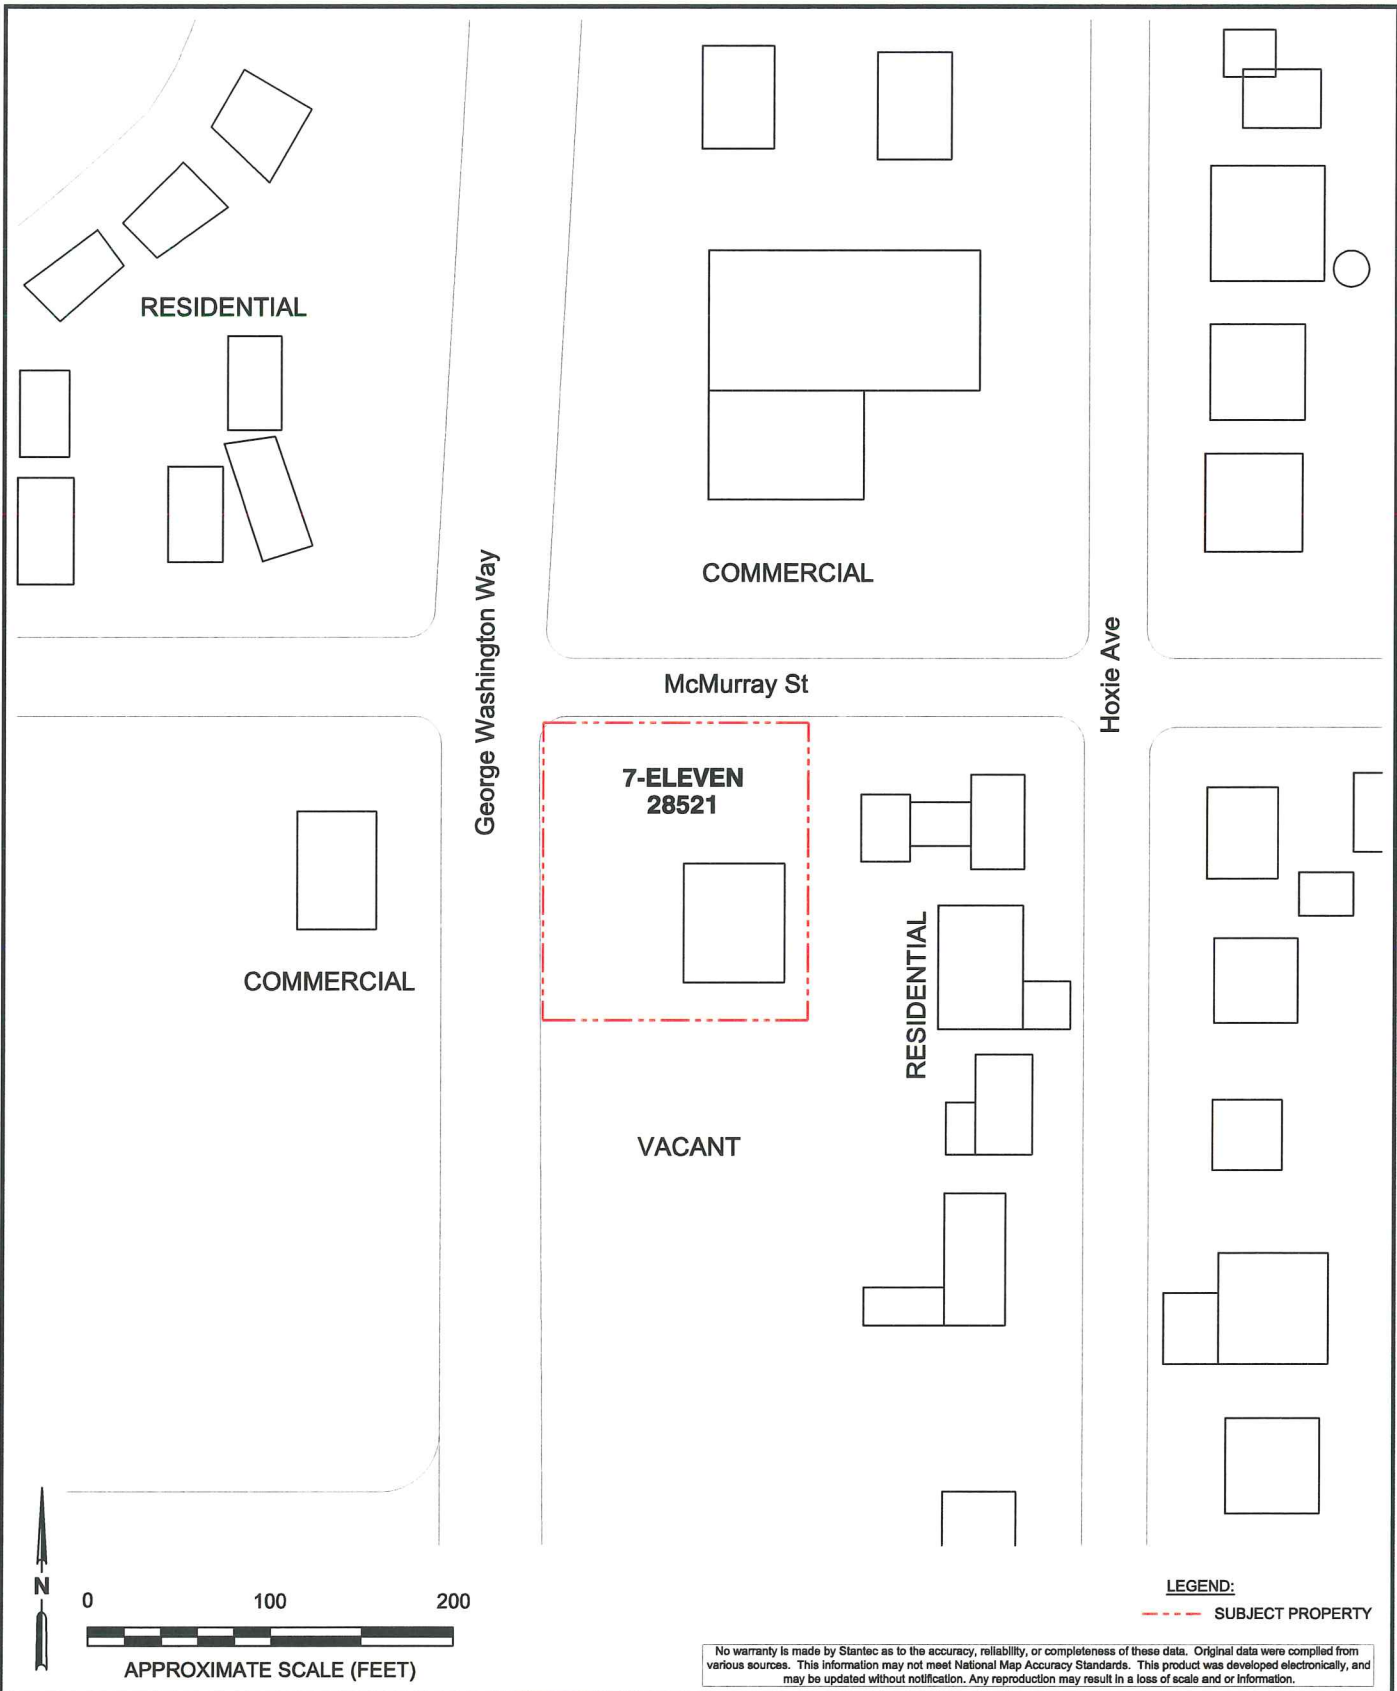 RESIDENTIAL
COMMERCIAL
George Washington Way
Hoxie Ave
McMurray St
7-ELEVEN
28521
COMMERCIAL
RESIDENTIAL
VACANT
N
0 100 200
APPROXIMATE SCALE (FEET)
LEGEND:
SUBJECT PROPERTY
No warranty is made by Stantec as to the accuracy, reliability, or completeness of these data. Original data were compiled from
various sources. This information may not meet National Map Accuracy Standards. This product was developed electronically, and
may be updated without notification. Any reproduction may result in a loss of scale and or information.